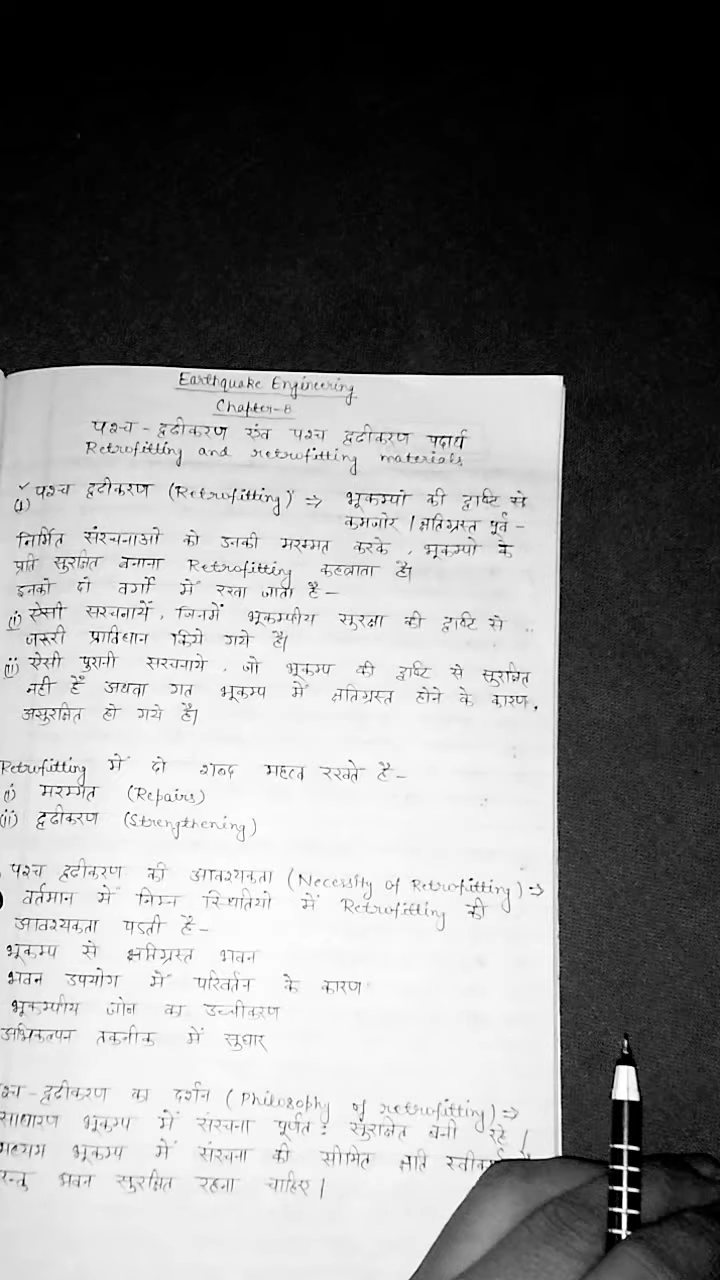 Earthquake Engineering
Chapter-8
पश्च - दृढीकरण एंव पश्च दृढीकरण पदार्थ
Retrofitting and retrofitting materials
(1) पश्च दृढीकरण (Retrofitting) ⇒ भूकम्पों की दृष्टि से
कमजोर / क्षतिग्रस्त पूर्व -
निर्मित संरचनाओं को उनकी मरम्मत करके, भूकम्पो के
प्रति सुरक्षित बनाना Retrofitting कहलाता है।
इनको दो वर्गो में रखा जाता है -
(i) ऐसी सरचनायें, जिनमें भूकम्पीय सुरक्षा की दृष्टि से
जरूरी प्राविधान किये गये है।
(ii) ऐसी पुरानी सरचनाये, जो भूकम्प की दृष्टि से सुरक्षित
नही है अथवा गत भूकम्प में क्षतिग्रस्त होने के कारण,
असुरक्षित हो गये है।
Retrofitting में दो शब्द महत्व रखते है -
(i) मरम्मत (Repairs)
(ii) दृढीकरण (Strengthening)
पश्च दृढीकरण की आवश्यकता (Necessity of Retrofitting) ⇒
वर्तमान में निम्न स्थितियो में Retrofitting की
आवश्यकता पडती है -
भूकम्प से क्षतिग्रस्त भवन
भवन उपयोग में परिवर्तन के कारण
भूकम्पीय जोन का उच्चीकरण
अभिकल्पन तकनीक में सुधार
श्च - दृढीकरण का दर्शन (Philosophy of retrofitting) ⇒
साधारण भूकम्प में संरचना पूर्णत: सुरक्षित बनी रहे।
मध्यम भूकम्प में संरचना की सीमित क्षति
रन्तु भवन सुरक्षित रहना चाहिए।